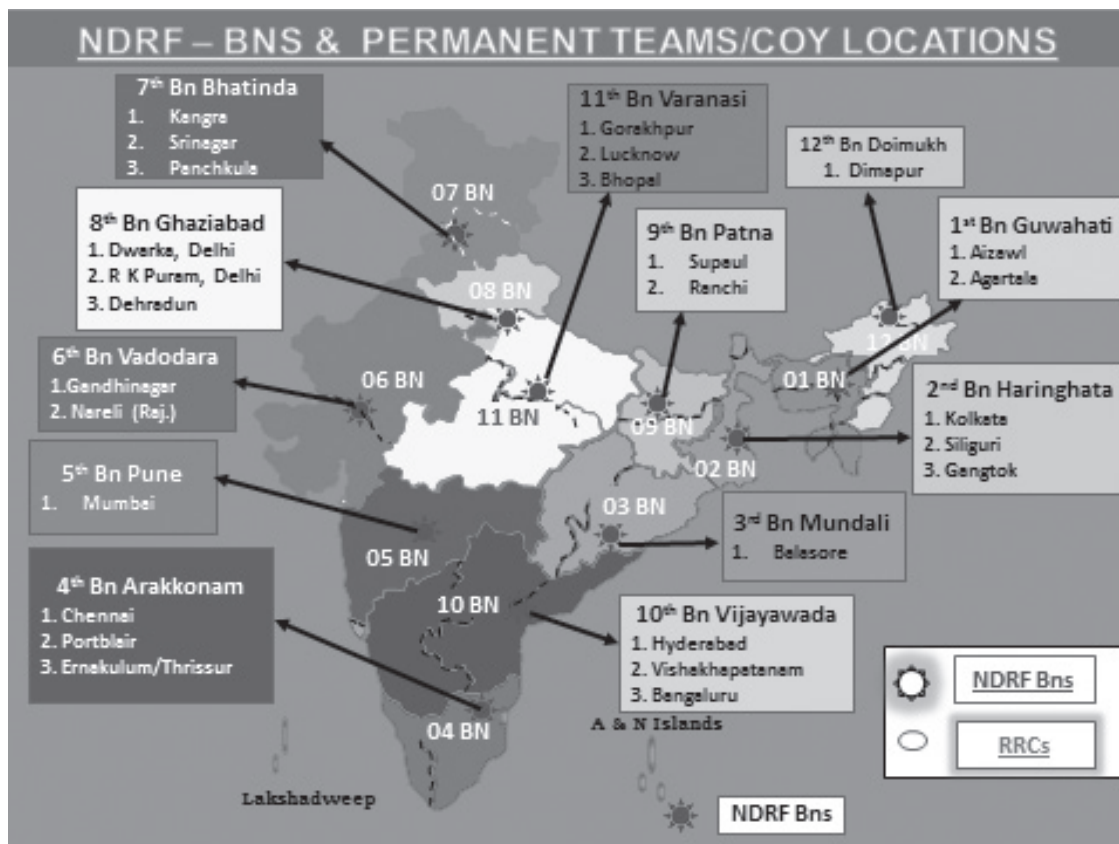 NDRF – BNS & PERMANENT TEAMS/COY LOCATIONS
7th Bn Bhatinda
1. Kangra
2. Srinagar
3. Panchkula
11th Bn Varanasi
1. Gorakhpur
2. Lucknow
3. Bhopal
12th Bn Doimukh
1. Dimapur
8th Bn Ghaziabad
1. Dwarka, Delhi
2. R K Puram, Delhi
3. Dehradun
9th Bn Patna
1. Supaul
2. Ranchi
1st Bn Guwahati
1. Aizawl
2. Agartala
6th Bn Vadodara
1.Gandhinagar
2. Nareli (Raj.)
2nd Bn Haringhata
1. Kolkata
2. Siliguri
3. Gangtok
5th Bn Pune
1. Mumbai
3rd Bn Mundali
1. Balasore
4th Bn Arakkonam
1. Chennai
2. Portblair
3. Ernakulum/Thrissur
10th Bn Vijayawada
1. Hyderabad
2. Vishakhapatanam
3. Bangaluru
07 BN
08 BN
06 BN
11 BN
09 BN
01 BN
12 BN
02 BN
03 BN
05 BN
10 BN
04 BN
A & N Islands
Lakshadweep
NDRF Bns
RRCs
NDRF Bns